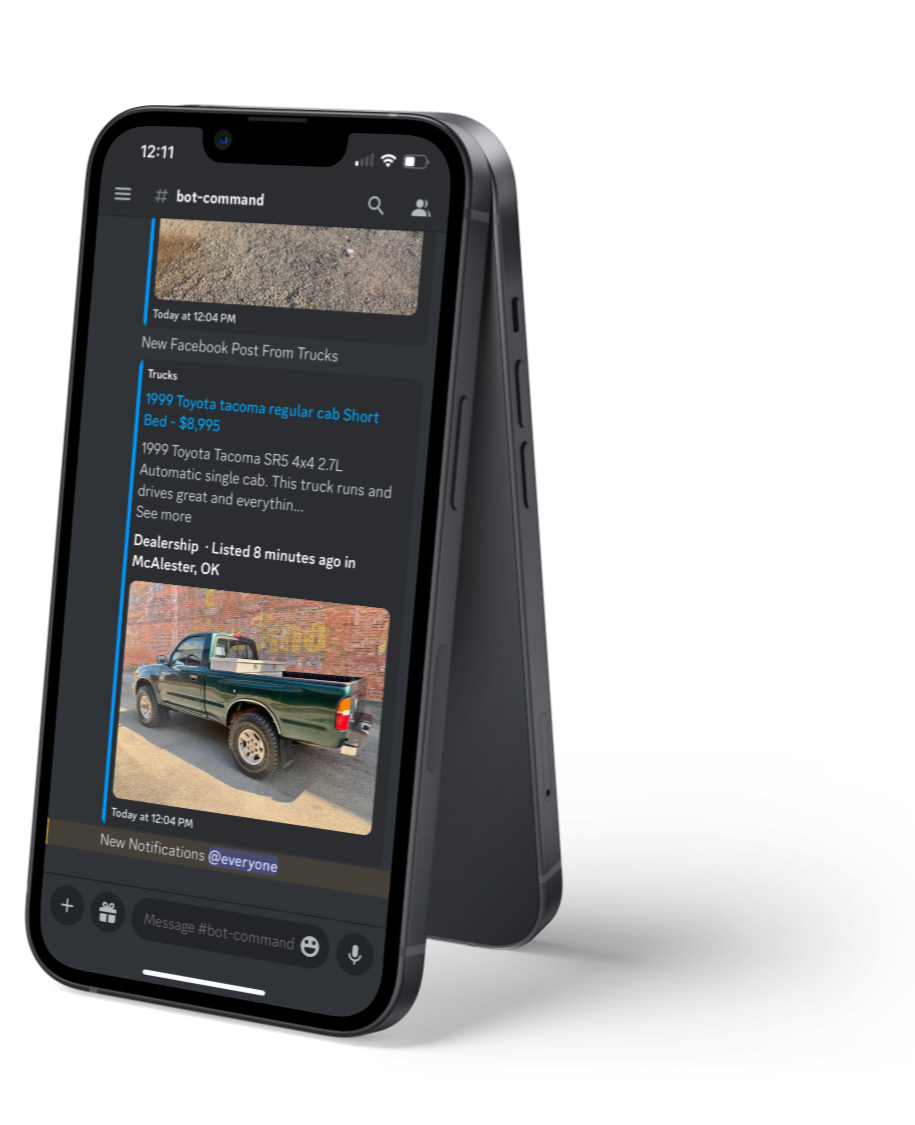 12:11
# bot-command
Today at 12:04 PM
New Facebook Post From Trucks
Trucks
1999 Toyota tacoma regular cab Short
Bed - $8,995
1999 Toyota Tacoma SR5 4x4 2.7L
Automatic single cab. This truck runs and
drives great and everythin...
See more
Dealership · Listed 8 minutes ago in
McAlester, OK
Today at 12:04 PM
New Notifications @everyone
Message #bot-command